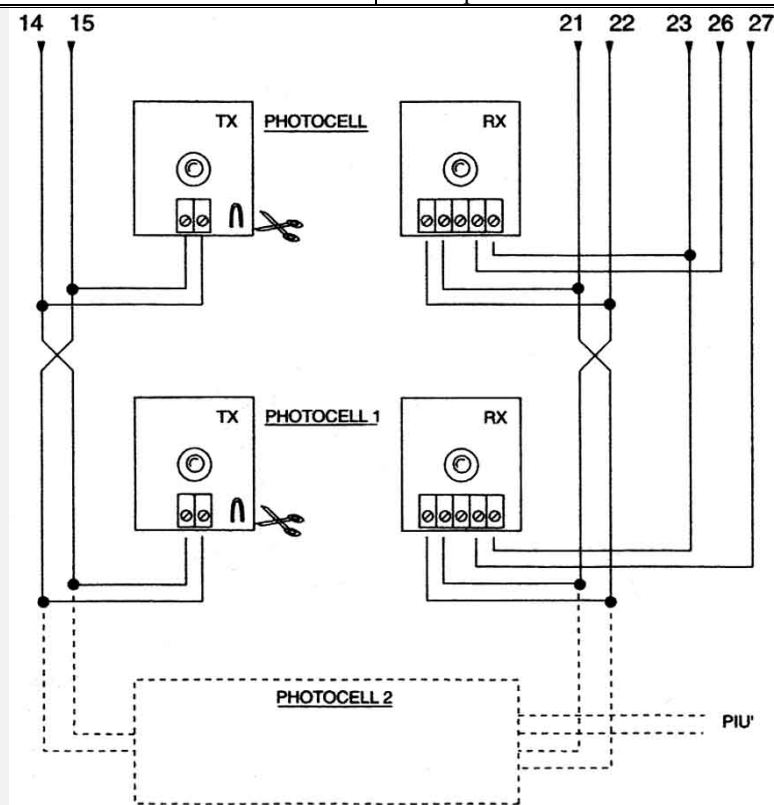 14 15 21 22 23 26 27
TX PHOTOCELL RX
TX PHOTOCELL 1 RX
PHOTOCELL 2
PIU'